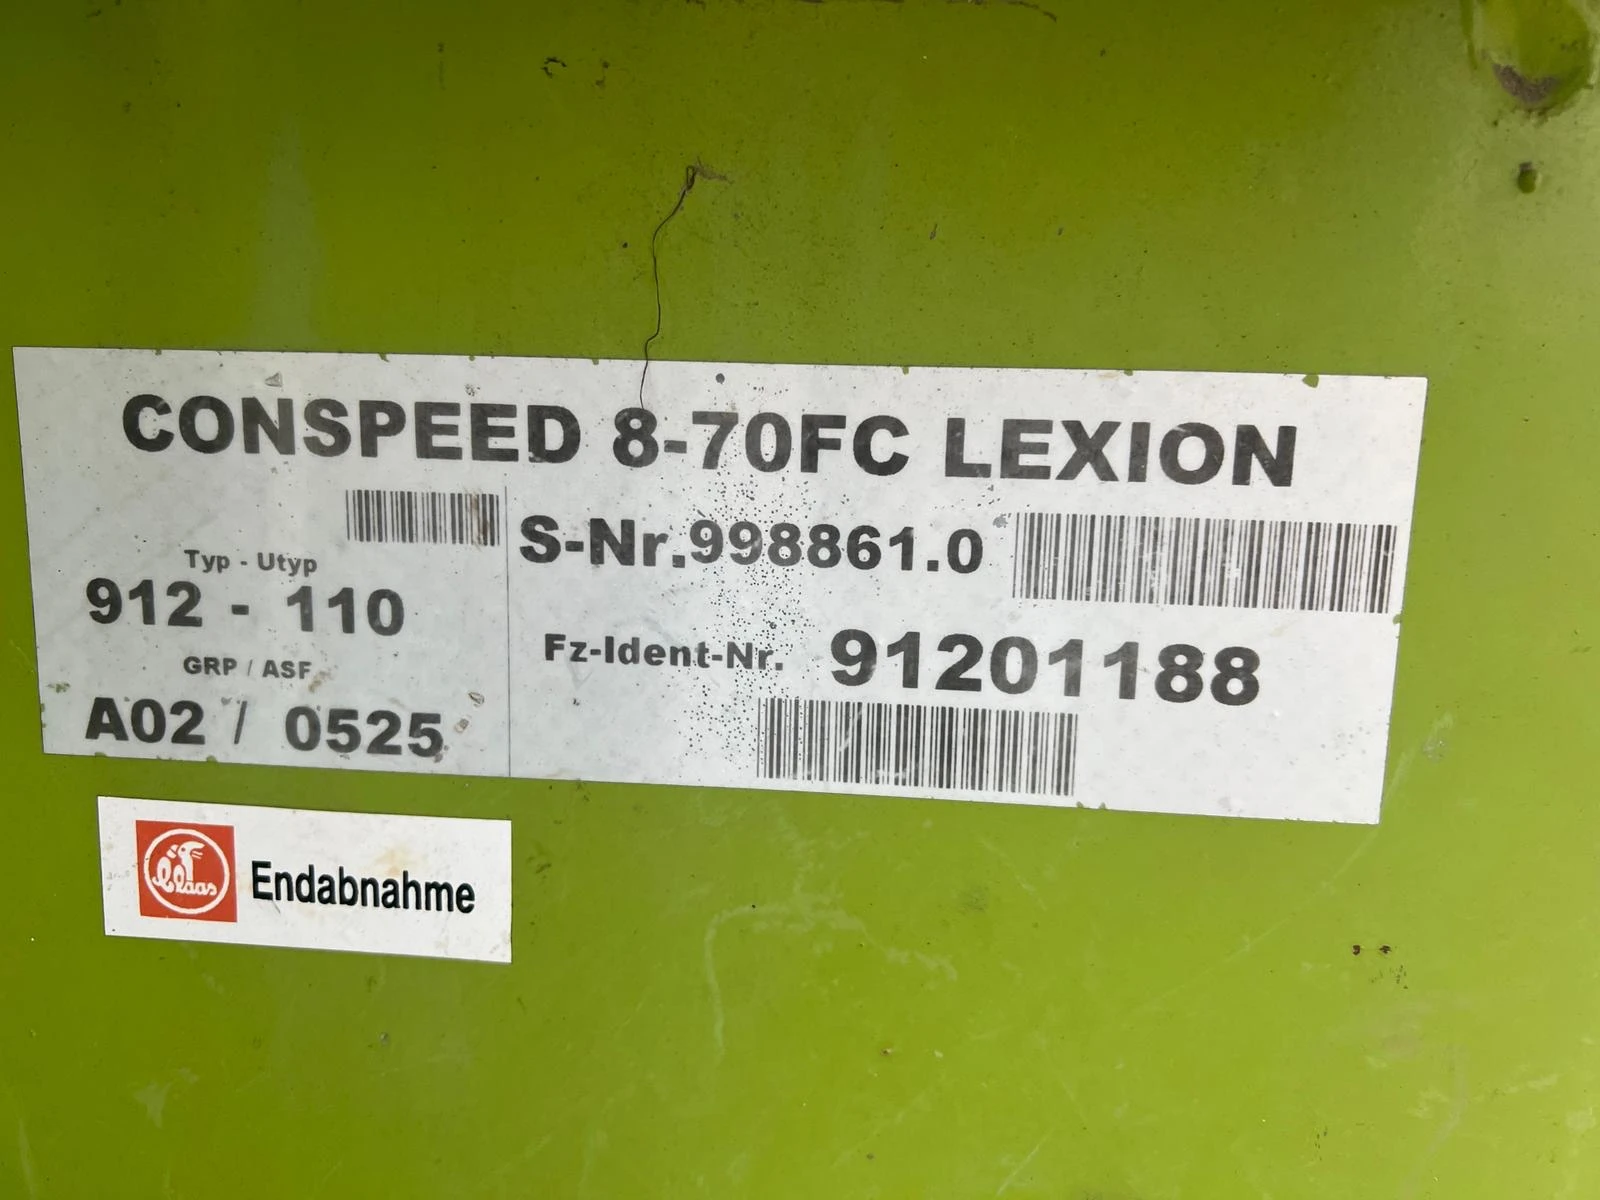 CONSPEED 8-70FC LEXION
Typ - Utyp
912 - 110
GRP / ASF
A02 / 0525
S-Nr.998861.0
Fz-Ident-Nr. 91201188
Claas
Endabnahme